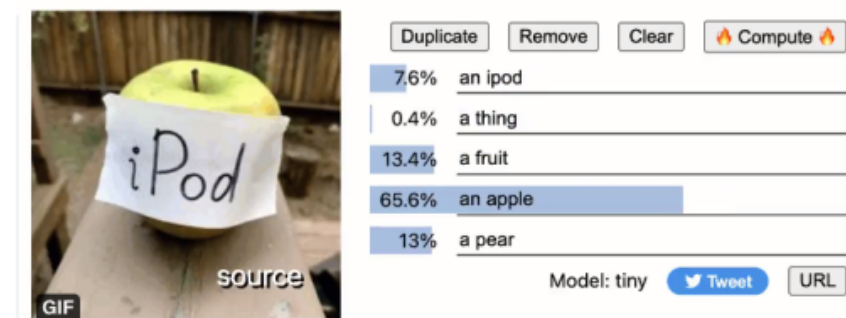 Duplicate Remove Clear 🔥 Compute 🔥
iPod
7.6% an ipod
0.4% a thing
13.4% a fruit
65.6% an apple
13% a pear
source
GIF
Model: tiny Tweet URL